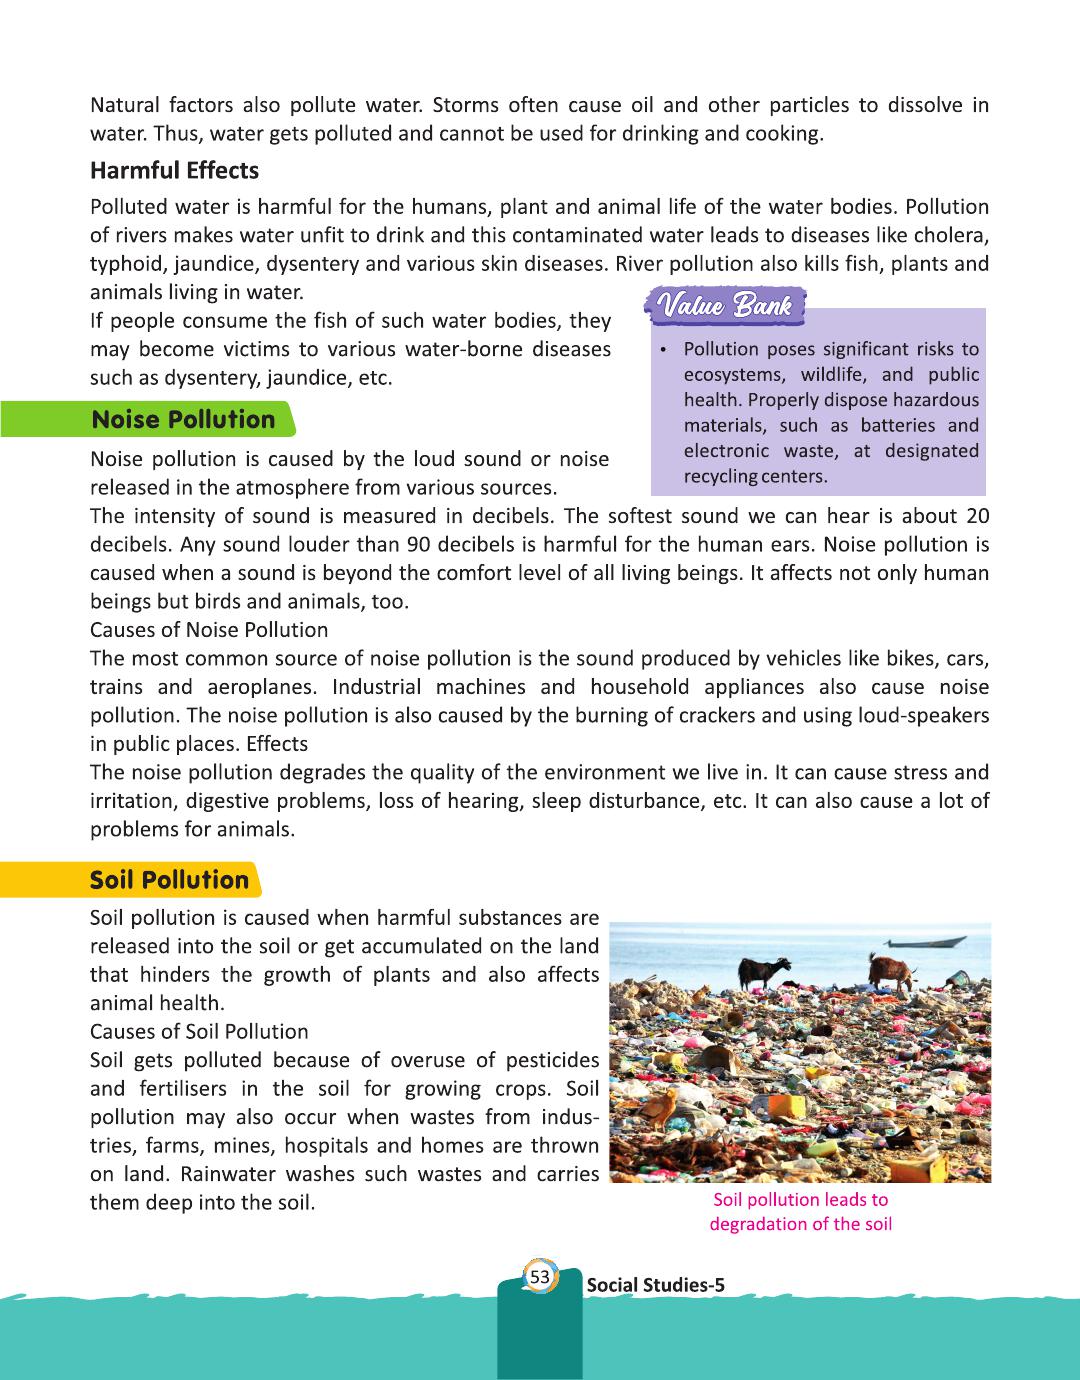 Natural factors also pollute water. Storms often cause oil and other particles to dissolve in
water. Thus, water gets polluted and cannot be used for drinking and cooking.
Harmful Effects
Polluted water is harmful for the humans, plant and animal life of the water bodies. Pollution
of rivers makes water unfit to drink and this contaminated water leads to diseases like cholera,
typhoid, jaundice, dysentery and various skin diseases. River pollution also kills fish, plants and
animals living in water.
If people consume the fish of such water bodies, they
may become victims to various water-borne diseases
such as dysentery, jaundice, etc.
Value Bank
• Pollution poses significant risks to
ecosystems, wildlife, and public
health. Properly dispose hazardous
materials, such as batteries and
electronic waste, at designated
recycling centers.
Noise Pollution
Noise pollution is caused by the loud sound or noise
released in the atmosphere from various sources.
The intensity of sound is measured in decibels. The softest sound we can hear is about 20
decibels. Any sound louder than 90 decibels is harmful for the human ears. Noise pollution is
caused when a sound is beyond the comfort level of all living beings. It affects not only human
beings but birds and animals, too.
Causes of Noise Pollution
The most common source of noise pollution is the sound produced by vehicles like bikes, cars,
trains and aeroplanes. Industrial machines and household appliances also cause noise
pollution. The noise pollution is also caused by the burning of crackers and using loud-speakers
in public places. Effects
The noise pollution degrades the quality of the environment we live in. It can cause stress and
irritation, digestive problems, loss of hearing, sleep disturbance, etc. It can also cause a lot of
problems for animals.
Soil Pollution
Soil pollution is caused when harmful substances are
released into the soil or get accumulated on the land
that hinders the growth of plants and also affects
animal health.
Causes of Soil Pollution
Soil gets polluted because of overuse of pesticides
and fertilisers in the soil for growing crops. Soil
pollution may also occur when wastes from indus-
tries, farms, mines, hospitals and homes are thrown
on land. Rainwater washes such wastes and carries
them deep into the soil.
Soil pollution leads to
degradation of the soil
53
Social Studies-5